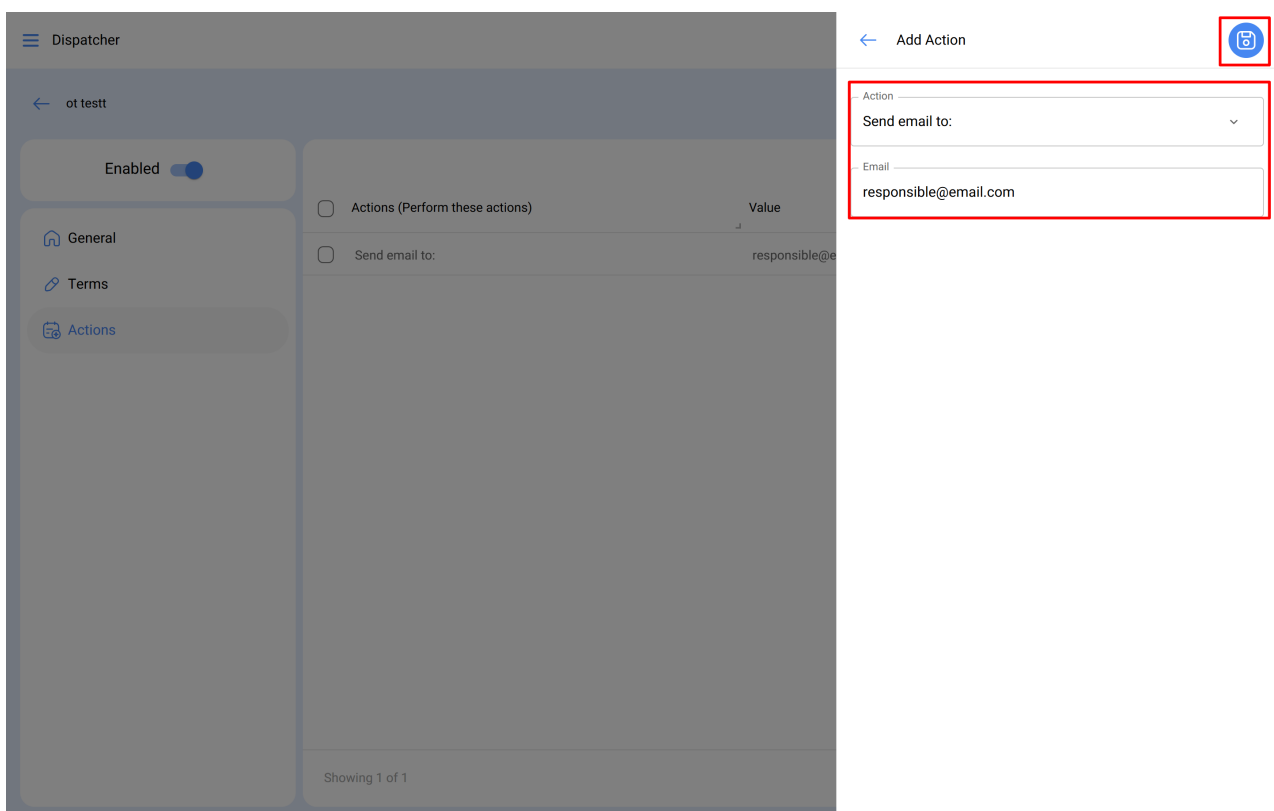 Dispatcher
Add Action
ot testt
Action
Send email to:
Enabled
Email
responsible@email.com
Actions (Perform these actions) Value
General
Send email to: responsible@e
Terms
Actions
Showing 1 of 1